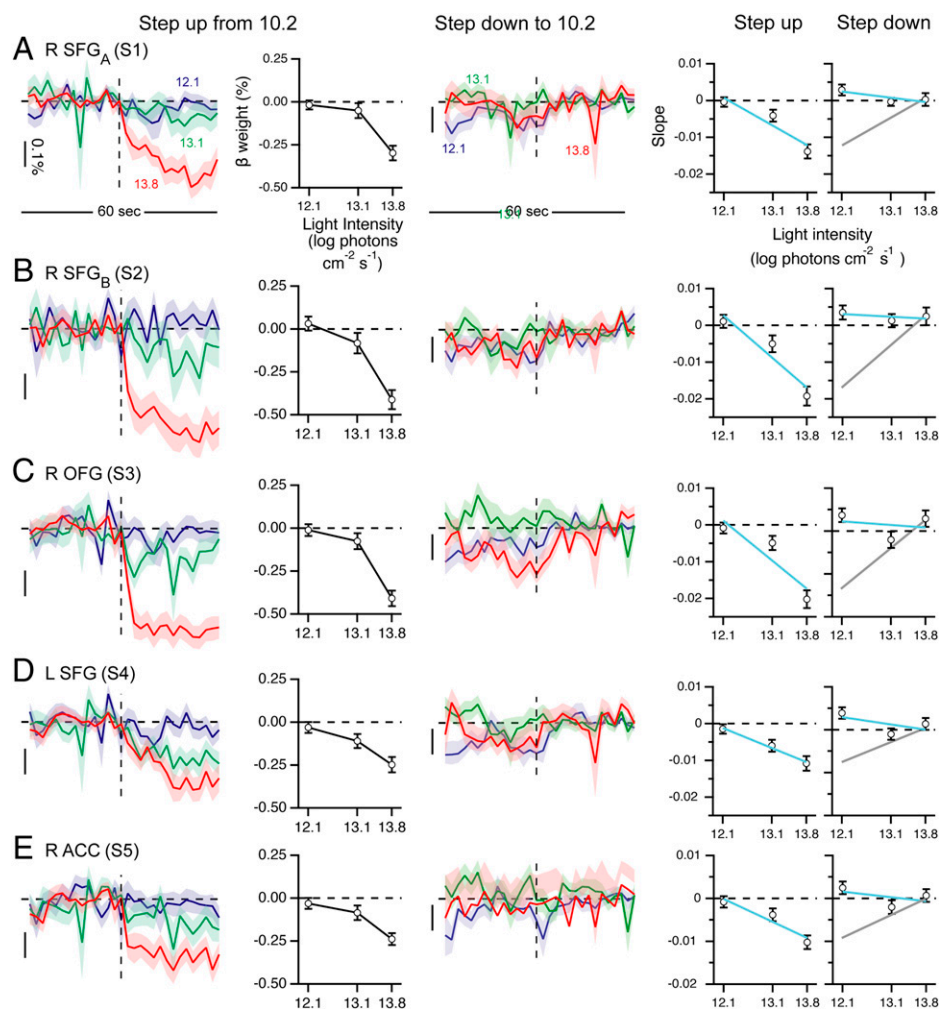 Step up from 10.2
Step down to 10.2
Step up
Step down
A R SFG_A (S1)
12.1
13.1
13.8
0.1%
60 sec
β weight (%)
0.25
0.00
-0.25
-0.50
12.1 13.1 13.8
Light Intensity
(log photons
cm⁻² s⁻¹)
13.1
12.1
13.8
60 sec
13.1
Slope
0.01
0
-0.01
-0.02
12.1 13.1 13.8
12.1 13.1 13.8
Light intensity
(log photons cm⁻² s⁻¹ )
B R SFG_B (S2)
0.25
0.00
-0.25
-0.50
12.1 13.1 13.8
0.01
0
-0.01
-0.02
12.1 13.1 13.8
12.1 13.1 13.8
C R OFG (S3)
0.25
0.00
-0.25
-0.50
12.1 13.1 13.8
0.01
0
-0.01
-0.02
12.1 13.1 13.8
12.1 13.1 13.8
D L SFG (S4)
0.25
0.00
-0.25
-0.50
12.1 13.1 13.8
0.01
0
-0.01
-0.02
12.1 13.1 13.8
12.1 13.1 13.8
E R ACC (S5)
0.25
0.00
-0.25
-0.50
12.1 13.1 13.8
0.01
0
-0.01
-0.02
12.1 13.1 13.8
12.1 13.1 13.8